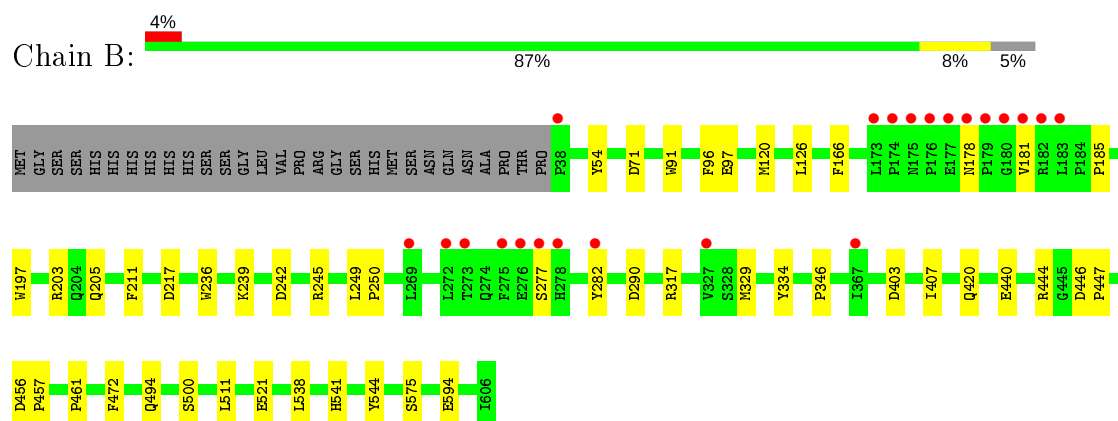 4%
Chain B:
87% 8% 5%
MET GLY SER SER HIS HIS HIS HIS HIS HIS SER SER GLY LEU VAL PRO ARG GLY SER HIS MET SER ASN GLN ASN ALA PRO THR PRO P38 Y54 D71 W91 F96 E97 M120 L126 F166 L173 P174 N175 P176 E177 N178 P179 G180 V181 R182 L183 P184 P185
W197 R203 Q204 Q205 F211 D217 W236 K239 D242 R245 L249 P250 L269 L272 T273 Q274 F275 E276 S277 H278 Y282 D290 R317 V327 S328 M329 Y334 P346 I367 D403 I407 Q420 E440 R444 G445 D446 P447
D456 P457 P461 F472 Q494 S500 L511 E521 L538 H541 Y544 S575 E594 I606